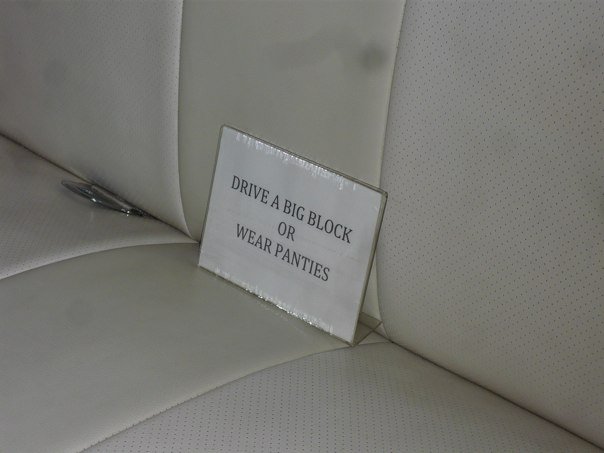 DRIVE A BIG BLOCK
OR
WEAR PANTIES